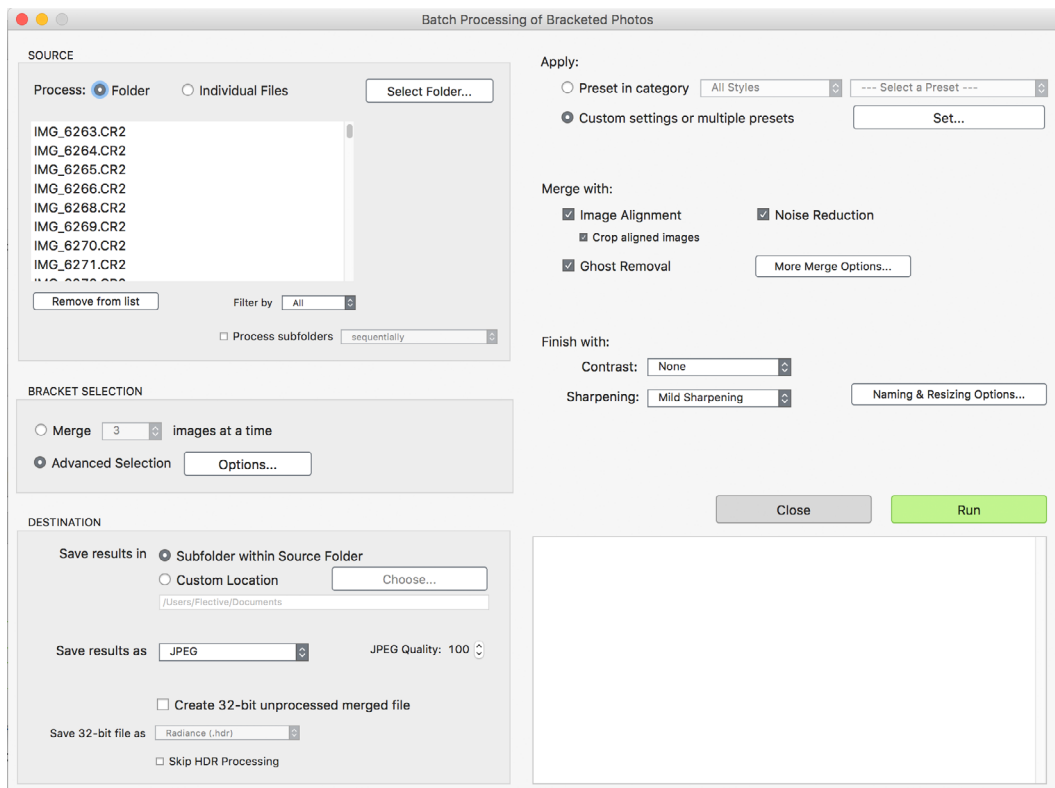 Batch Processing of Bracketed Photos
SOURCE
Process: Folder Individual Files Select Folder...
IMG_6263.CR2
IMG_6264.CR2
IMG_6265.CR2
IMG_6266.CR2
IMG_6268.CR2
IMG_6269.CR2
IMG_6270.CR2
IMG_6271.CR2
Remove from list Filter by All
Process subfolders sequentially
BRACKET SELECTION
Merge 3 images at a time
Advanced Selection Options...
DESTINATION
Save results in Subfolder within Source Folder
Custom Location Choose...
/Users/Fiective/Documents
Save results as JPEG JPEG Quality: 100
Create 32-bit unprocessed merged file
Save 32-bit file as Radiance (.hdr)
Skip HDR Processing
Apply:
Preset in category All Styles --- Select a Preset ---
Custom settings or multiple presets Set...
Merge with:
Image Alignment Noise Reduction
Crop aligned images
Ghost Removal More Merge Options...
Finish with:
Contrast: None
Sharpening: Mild Sharpening Naming & Resizing Options...
Close Run